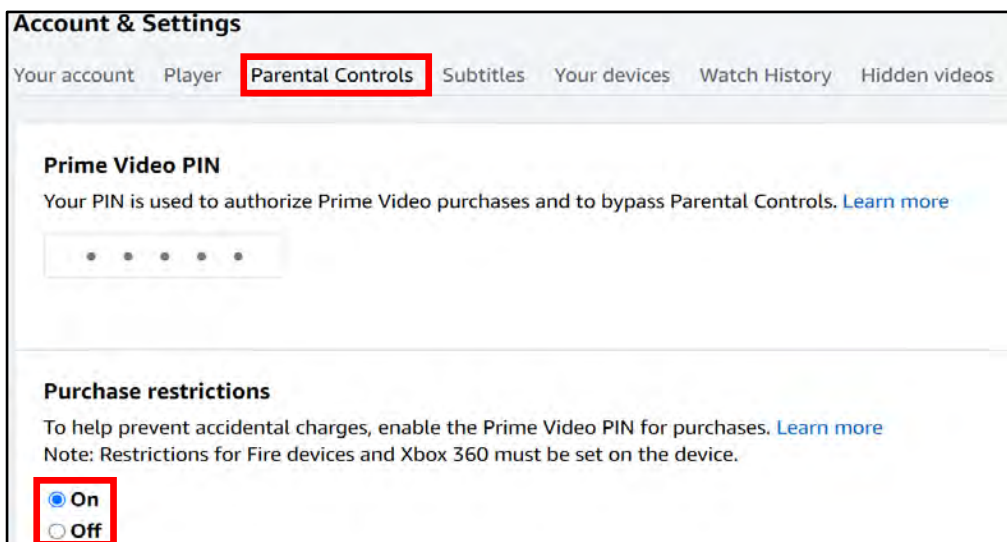 Account & Settings
Your account Player Parental Controls Subtitles Your devices Watch History Hidden videos
Prime Video PIN
Your PIN is used to authorize Prime Video purchases and to bypass Parental Controls. Learn more
• • • • •
Purchase restrictions
To help prevent accidental charges, enable the Prime Video PIN for purchases. Learn more
Note: Restrictions for Fire devices and Xbox 360 must be set on the device.
On
Off